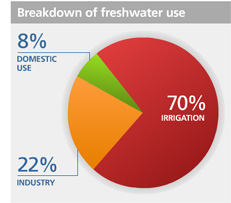 Breakdown of freshwater use
8%
DOMESTIC
USE
70%
IRRIGATION
22%
INDUSTRY